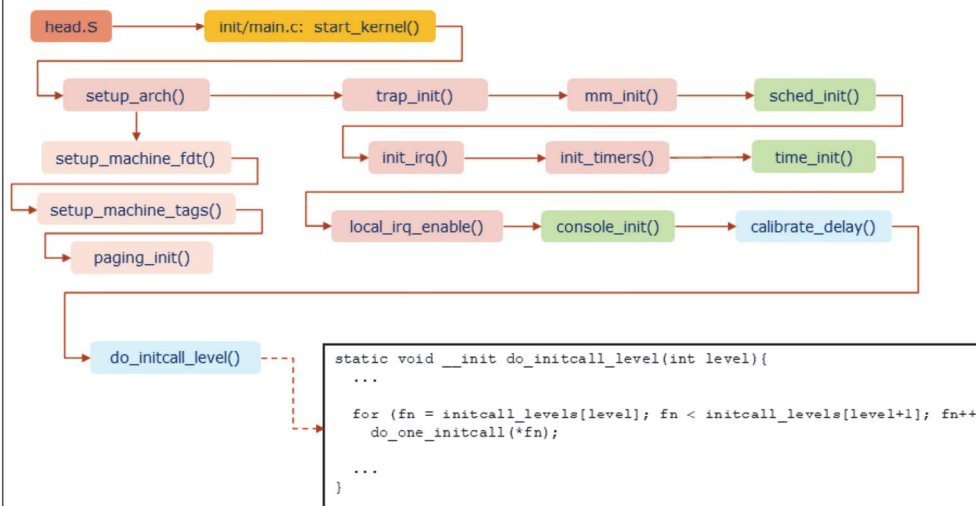 head.S
init/main.c: start_kernel()
setup_arch()
trap_init()
mm_init()
sched_init()
setup_machine_fdt()
init_irq()
init_timers()
time_init()
setup_machine_tags()
local_irq_enable()
console_init()
calibrate_delay()
paging_init()
do_initcall_level()
static void __init do_initcall_level(int level){
...
for (fn = initcall_levels[level]; fn < initcall_levels[level+1]; fn++
do_one_initcall(*fn);
...
}